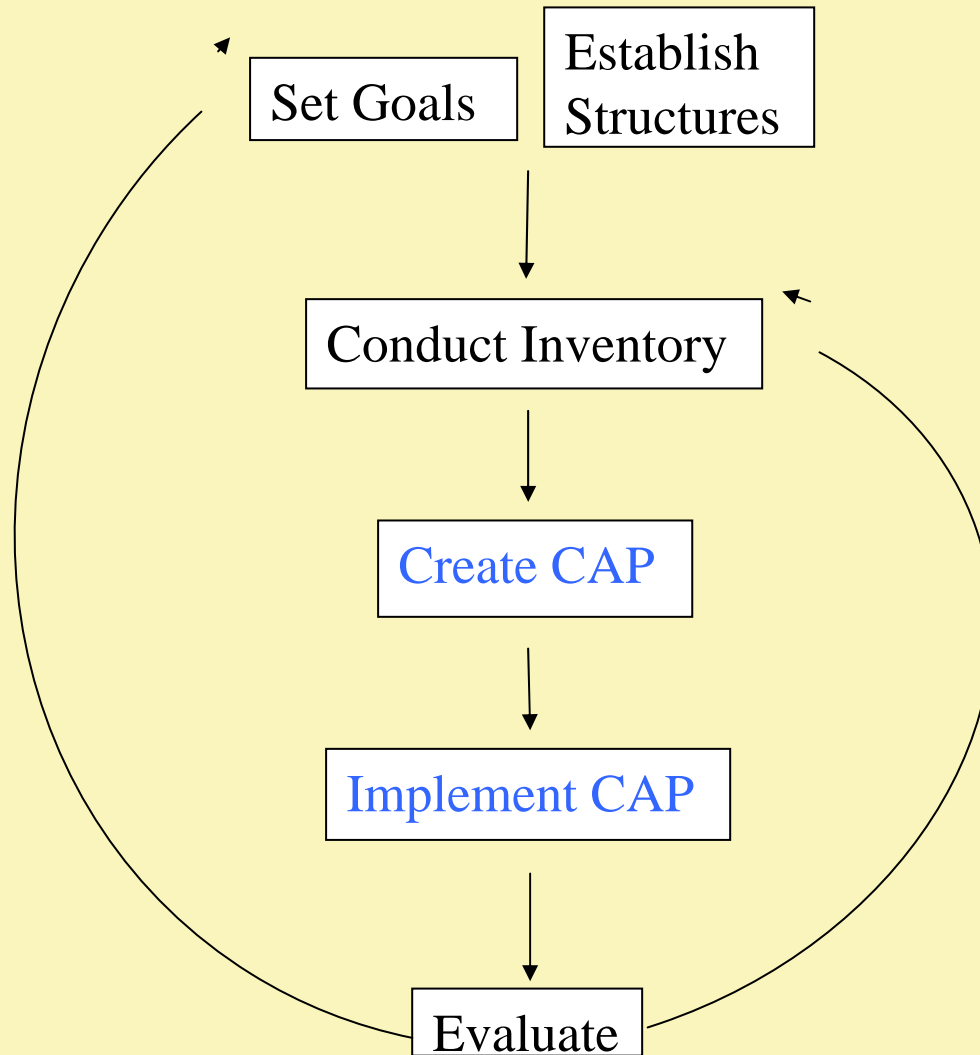 Set Goals
Establish
Structures
Conduct Inventory
Create CAP
Implement CAP
Evaluate